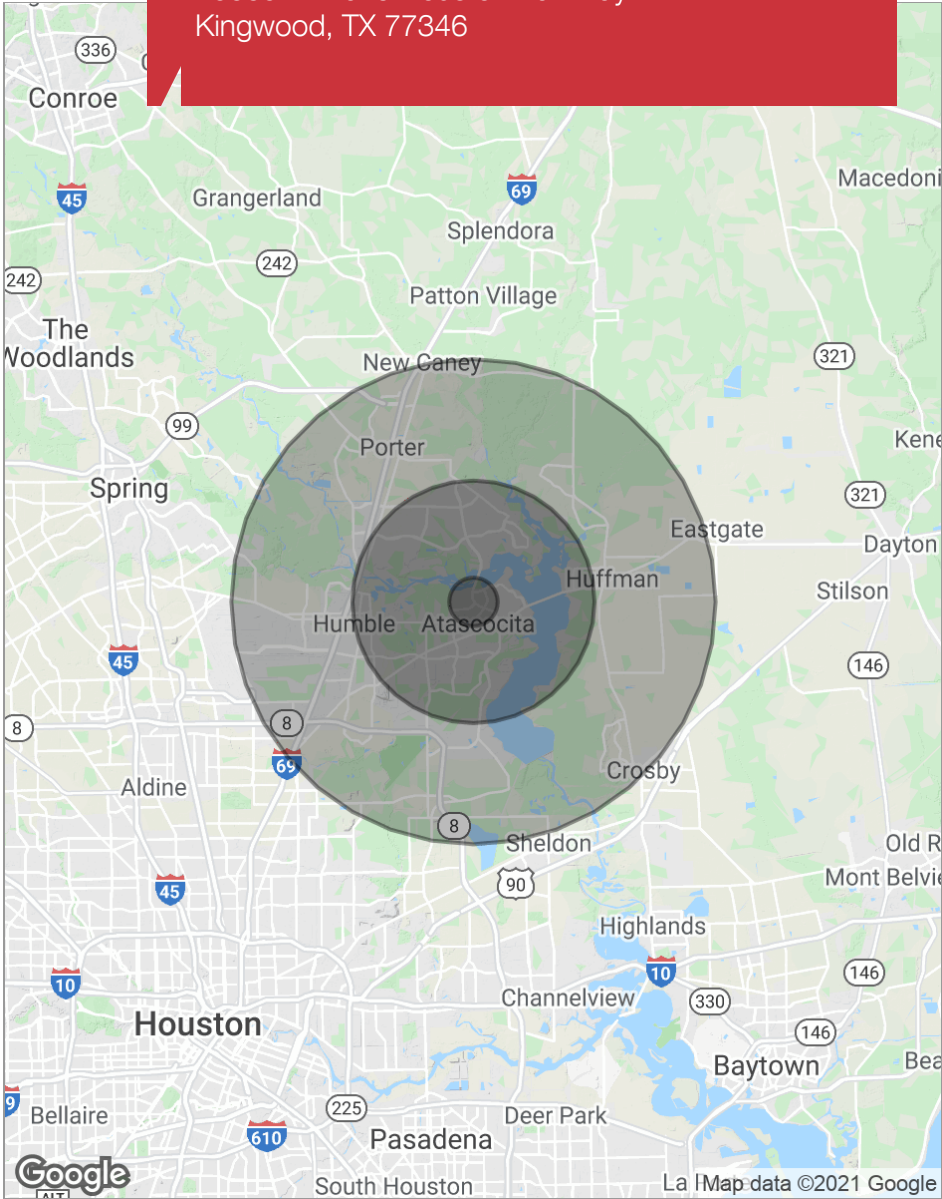 Kingwood, TX 77346
336
Conroe
45
69
Macedoni
Grangerland
Splendora
242
242
Patton Village
The
Woodlands
321
New Caney
99
Porter
Kene
Spring
321
Eastgate
Dayton
Huffman
Stilson
Humble
Atascocita
45
146
8
8
69
Crosby
Aldine
8
Sheldon
Old R
90
Mont Belvie
45
Highlands
10
10
146
Channelview
330
Houston
146
Baytown
Bea
9
Bellaire
225
Deer Park
610
Pasadena
Google
South Houston
La P
Map data ©2021 Google
ALT